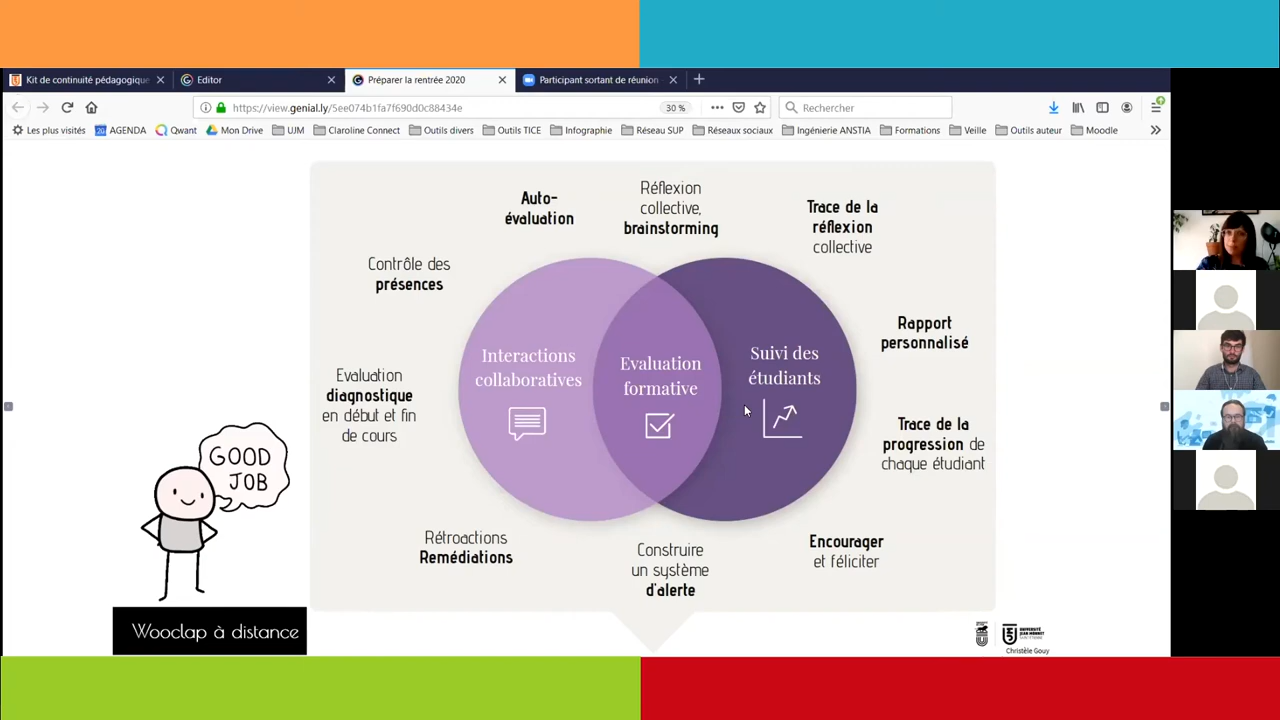 Kit de continuité pédagogique
Editor
Préparer la rentrée 2020
Participant sortant de réunion
https://view.genial.ly/5ee074b1fa7f690d0c88434e
30 %
Rechercher
Les plus visités
AGENDA
Qwant
Mon Drive
UJM
Claroline Connect
Outils divers
Outils TICE
Infographie
Réseau SUP
Réseaux sociaux
Ingénierie ANSTIA
Formations
Veille
Outils auteur
Moodle
Auto-
évaluation
Réflexion
collective,
brainstorming
Trace de la
réflexion
collective
Contrôle des
présences
Rapport
personnalisé
Interactions
collaboratives
Evaluation
formative
Suivi des
étudiants
Evaluation
diagnostique
en début et fin
de cours
Trace de la
progression de
chaque étudiant
GOOD
JOB
Rétroactions
Remédiations
Construire
un système
d'alerte
Encourager
et féliciter
Wooclap à distance
UNIVERSITÉ
JEAN MONNET
SAINT-ÉTIENNE
Christèle Gouy